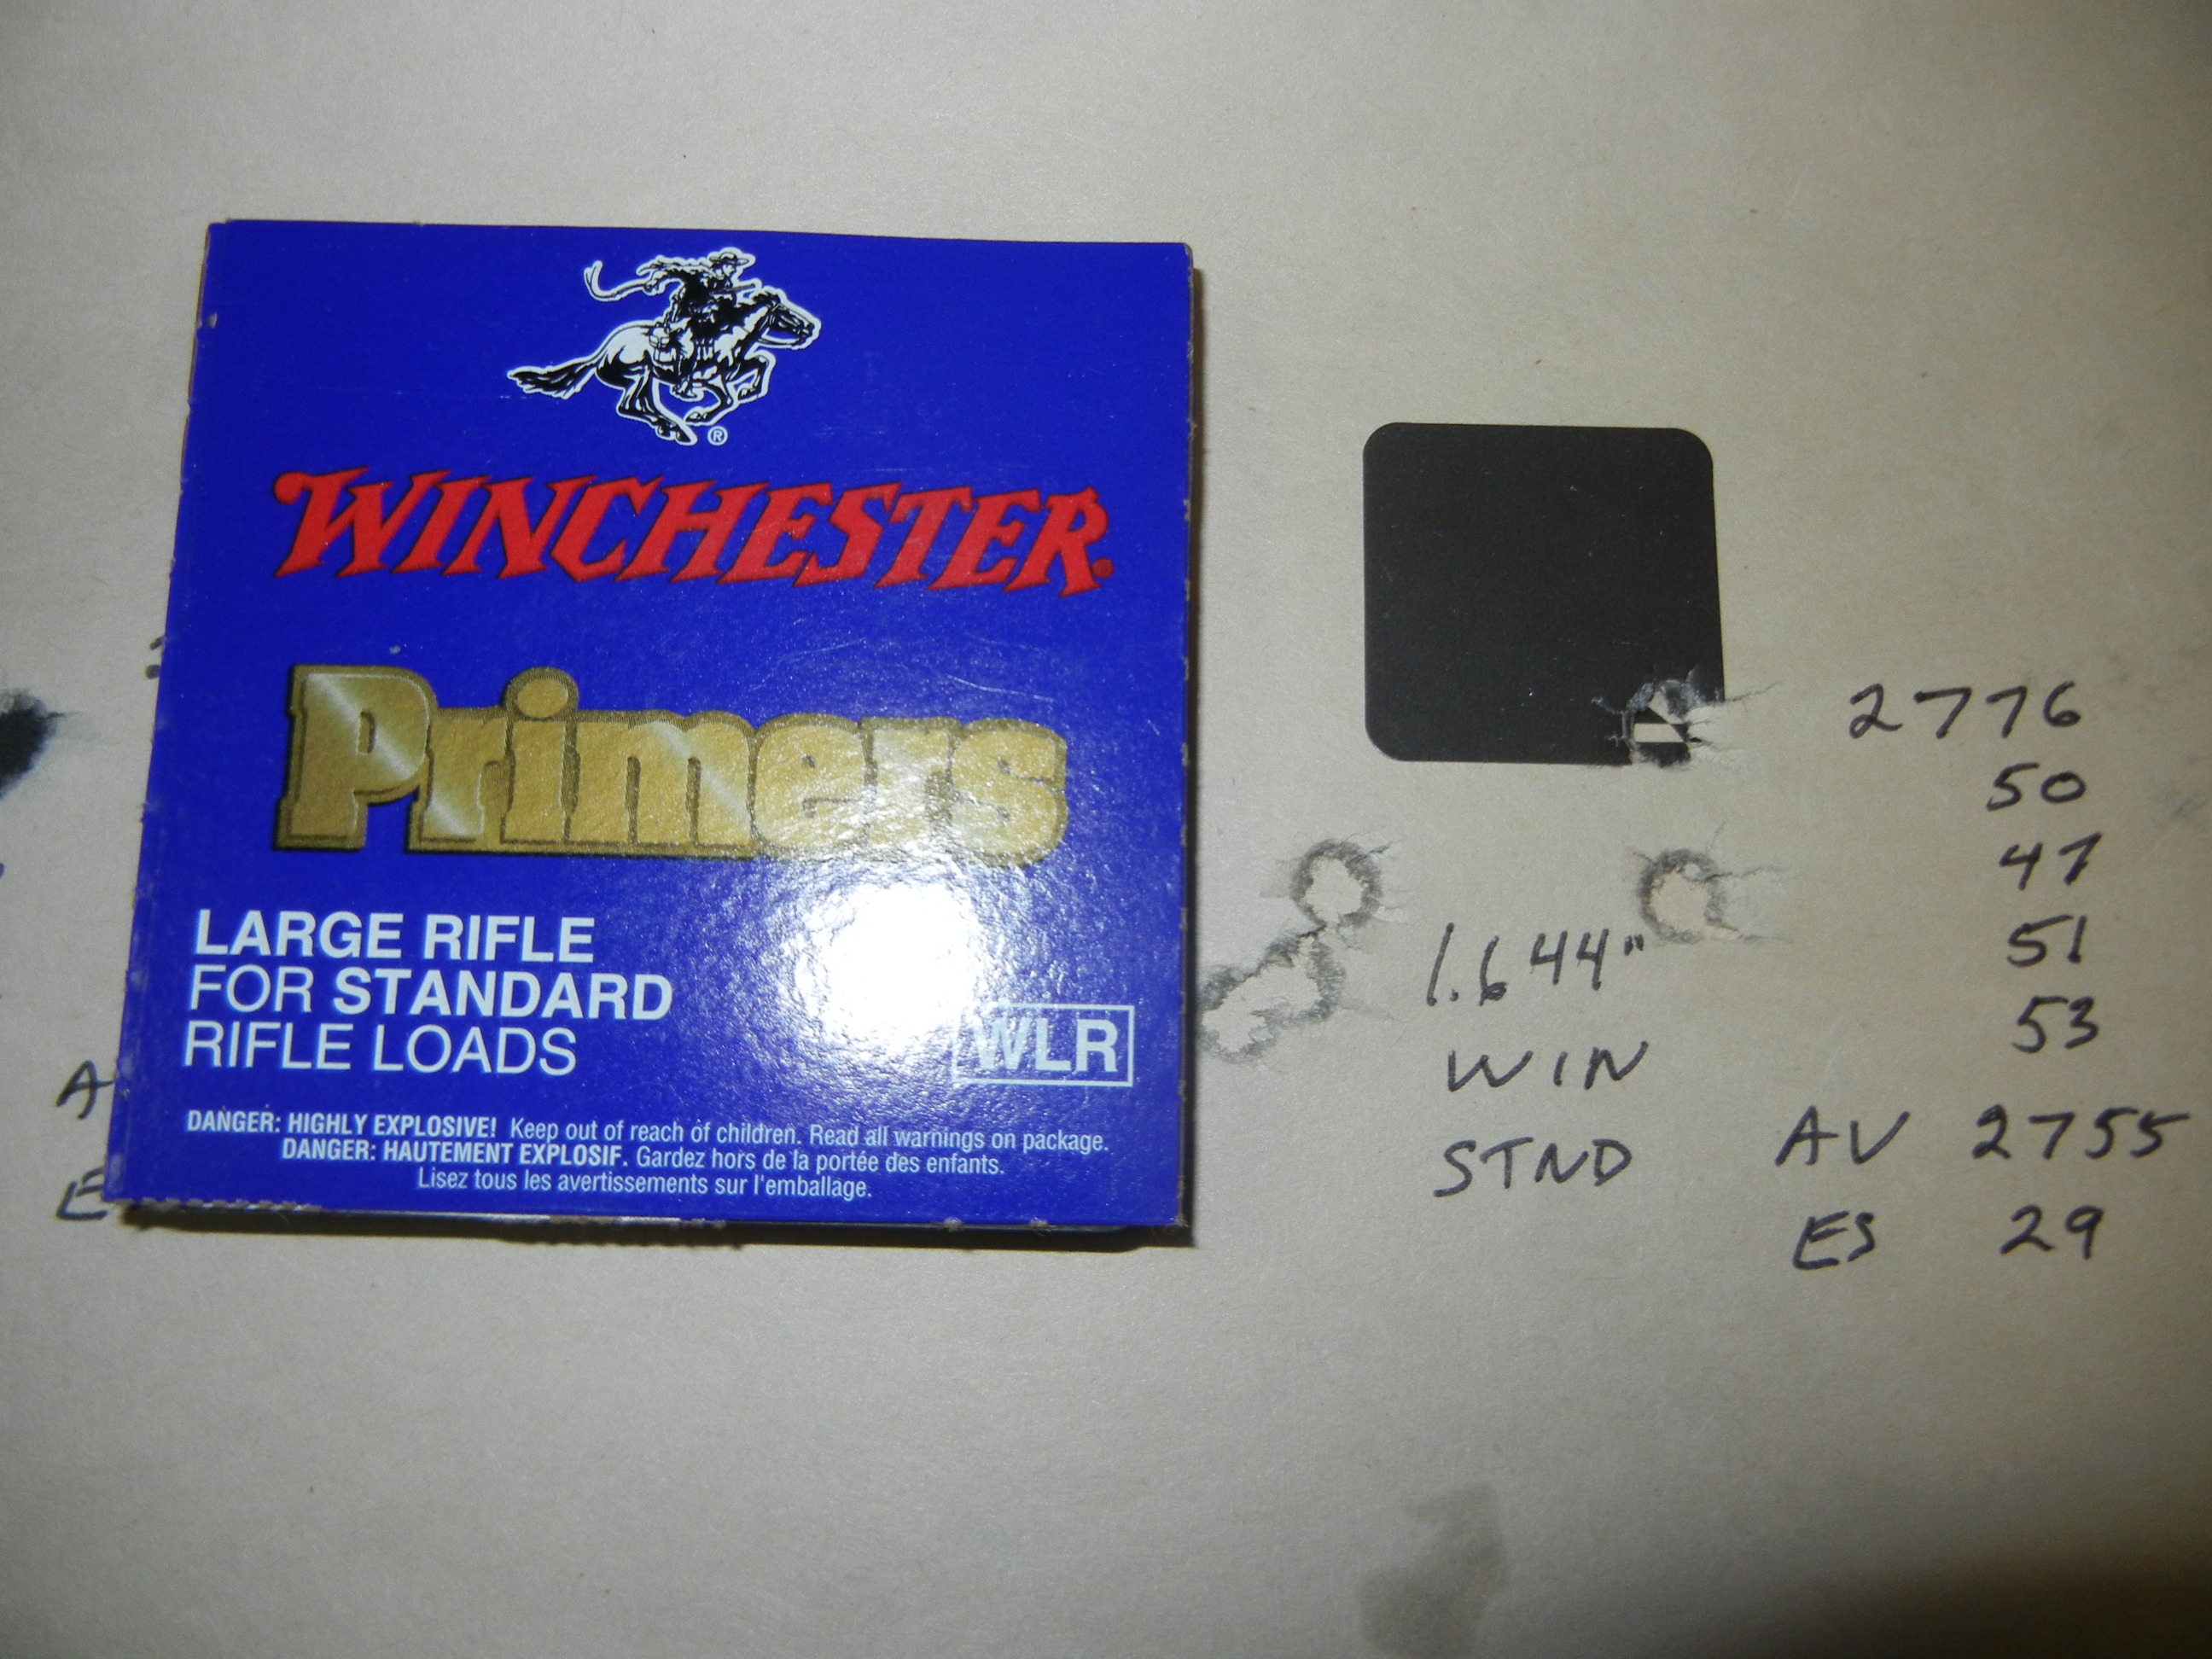 ®
WINCHESTER®
Primers
LARGE RIFLE
FOR STANDARD
RIFLE LOADS
WLR
DANGER: HIGHLY EXPLOSIVE! Keep out of reach of children. Read all warnings on package.
DANGER: HAUTEMENT EXPLOSIF. Gardez hors de la portée des enfants.
Lisez tous les avertissements sur l'emballage.
A
E
1.644"
WIN
STND
2776
50
47
51
53
AV 2755
ES 29